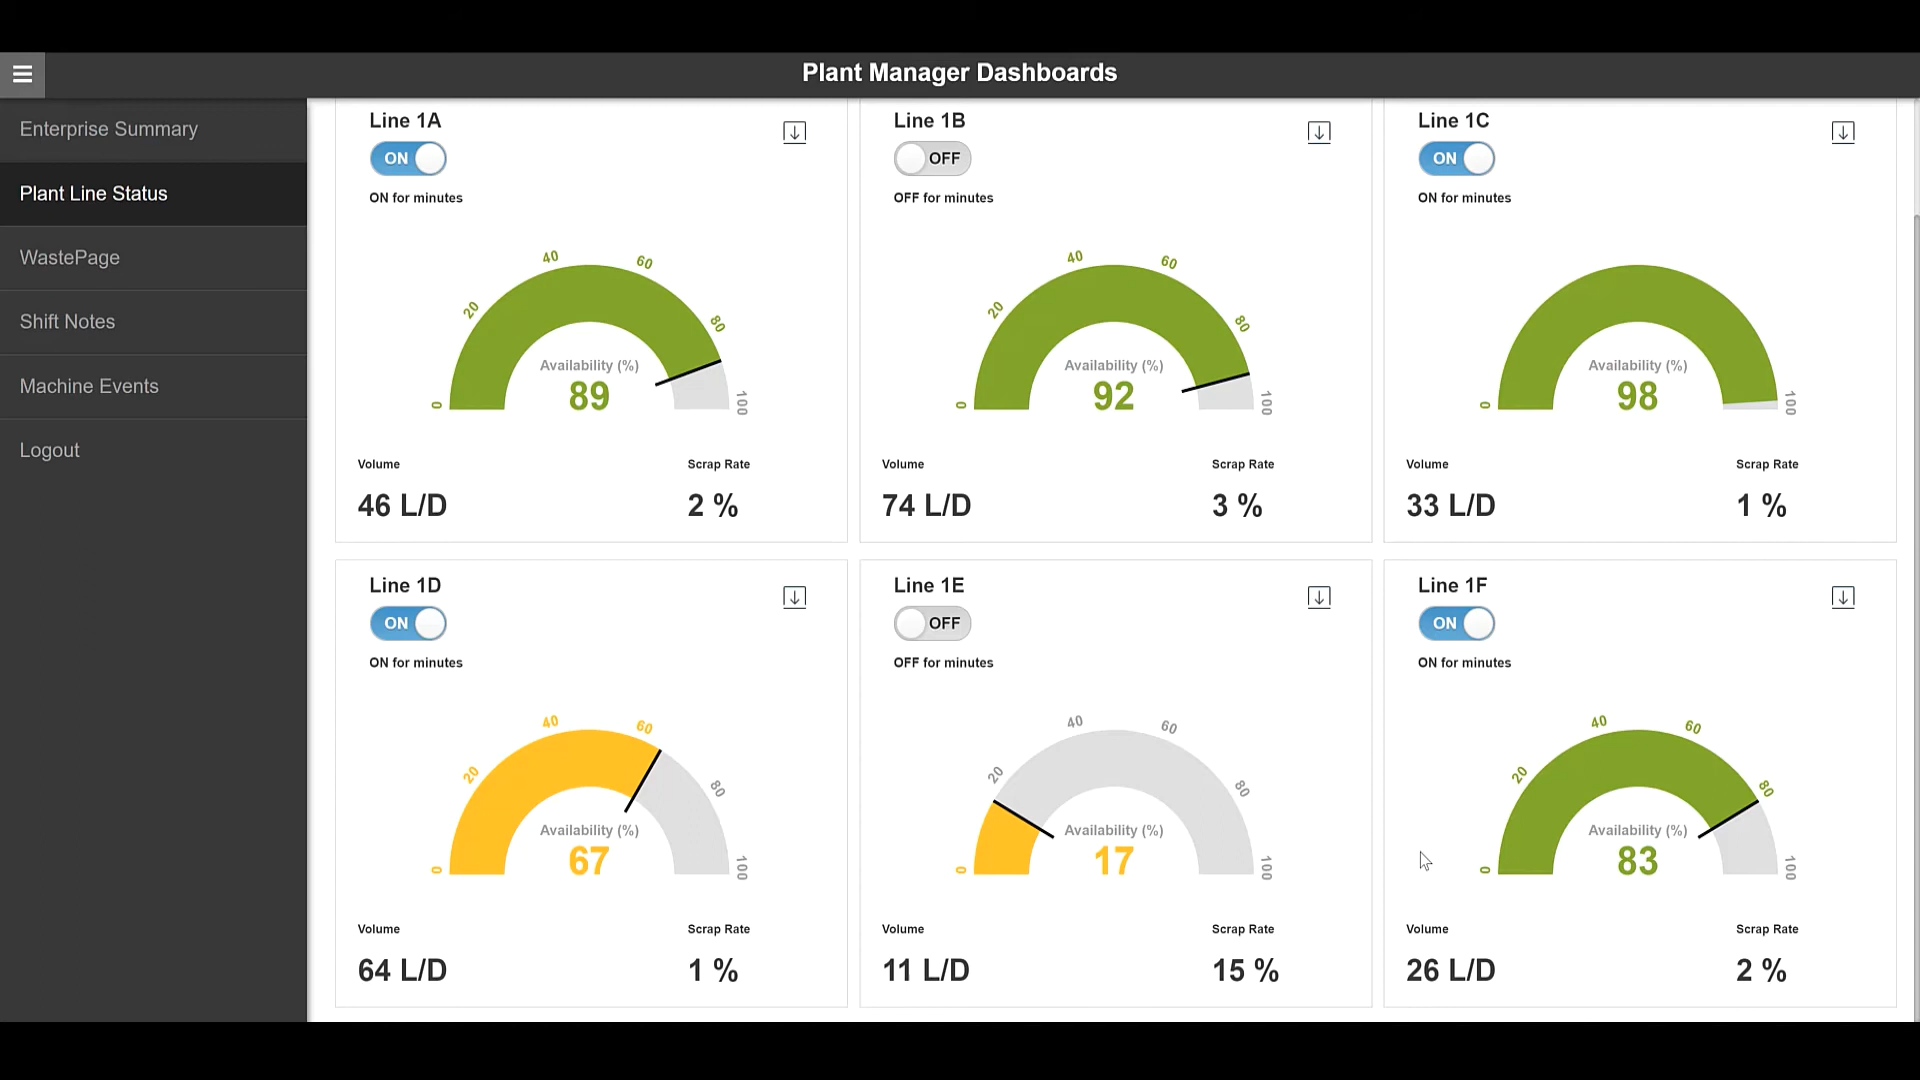 Plant Manager Dashboards
Enterprise Summary
Plant Line Status
WastePage
Shift Notes
Machine Events
Logout
Line 1A
ON
ON for minutes
0 20 40 60 80 100
Availability (%)
89
Volume Scrap Rate
46 L/D 2 %
Line 1B
OFF
OFF for minutes
0 20 40 60 80 100
Availability (%)
92
Volume Scrap Rate
74 L/D 3 %
Line 1C
ON
ON for minutes
0 100
Availability (%)
98
Volume Scrap Rate
33 L/D 1 %
Line 1D
ON
ON for minutes
0 20 40 60 80 100
Availability (%)
67
Volume Scrap Rate
64 L/D 1 %
Line 1E
OFF
OFF for minutes
0 20 40 60 80 100
Availability (%)
17
Volume Scrap Rate
11 L/D 15 %
Line 1F
ON
ON for minutes
0 20 40 60 80 100
Availability (%)
83
Volume Scrap Rate
26 L/D 2 %